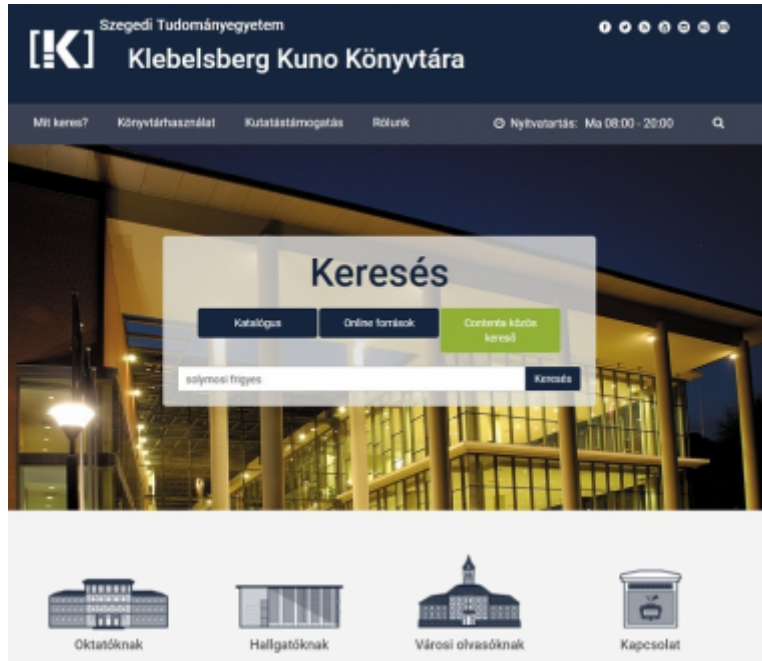 Szegedi Tudományegyetem
[K] Klebelsberg Kuno Könyvtára
Mit keres? Könyvtárhasználat Kutatástámogatás Rólunk Nyitvatartás: Ma 08:00 - 20:00
Keresés
Katalógus Online források Contenta közös
kereső
solymosi frigyes Keresés
Oktatóknak Hallgatóknak Városi olvasóknak Kapcsolat